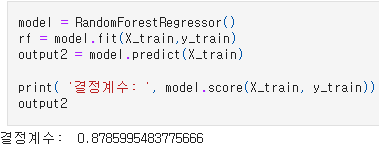 model = RandomForestRegressor()
rf = model.fit(X_train,y_train)
output2 = model.predict(X_train)
print( '결정계수: ', model.score(X_train, y_train))
output2
결정계수:  0.8785995483775666